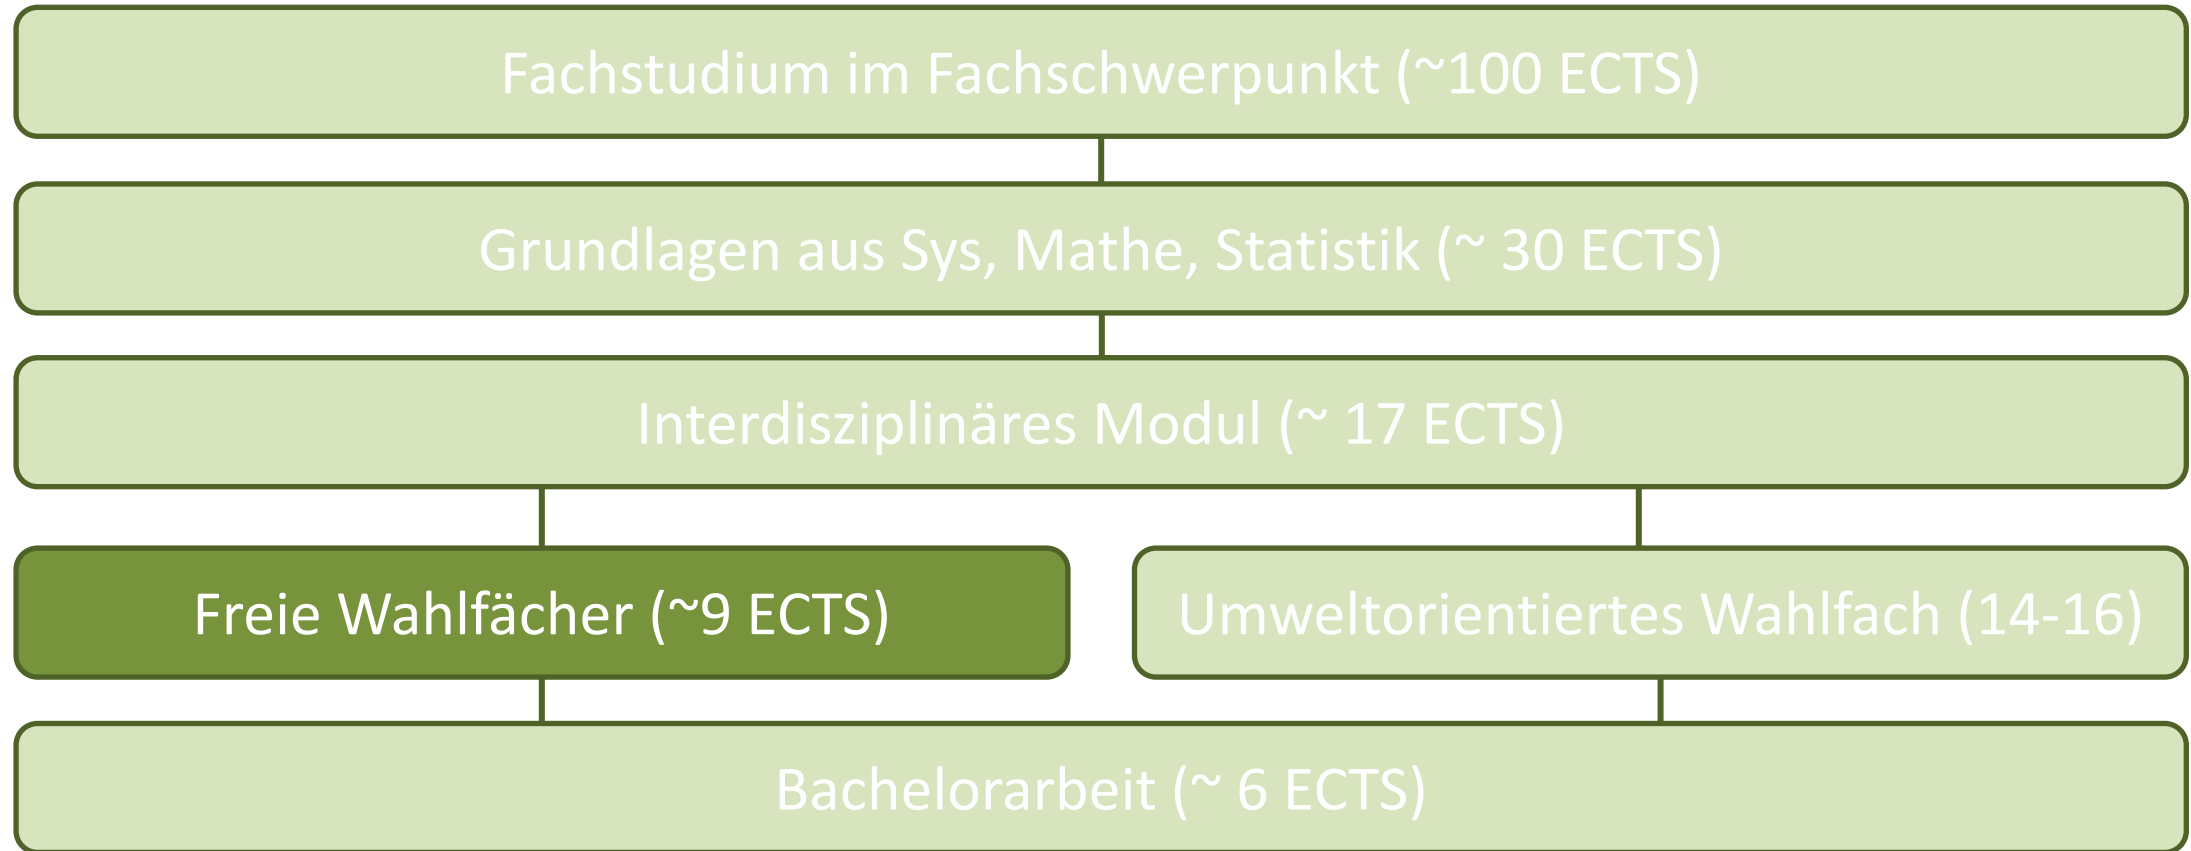 Fachstudium im Fachschwerpunkt (~100 ECTS)
Grundlagen aus Sys, Mathe, Statistik (~ 30 ECTS)
Interdisziplinäres Modul (~ 17 ECTS)
Freie Wahlfächer (~9 ECTS)
Umweltorientiertes Wahlfach (14-16)
Bachelorarbeit (~ 6 ECTS)